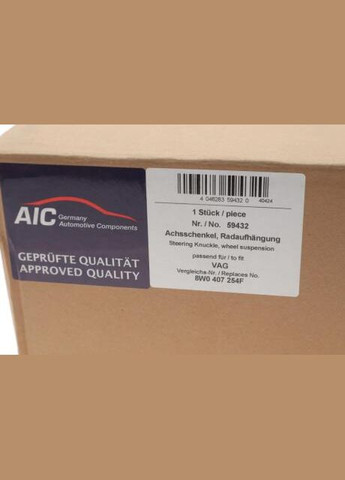 AIC Germany
Automotive Components
GEPRÜFTE QUALITÄT
APPROVED QUALITY
4 046283 59432 0 40424
1 Stück / piece
Nr. / No. 59432
Achsschenkel, Radaufhängung
Steering Knuckle, wheel suspension
passend für / to fit
VAG
Vergleichs-Nr. / Replaces No.
8W0 407 254F